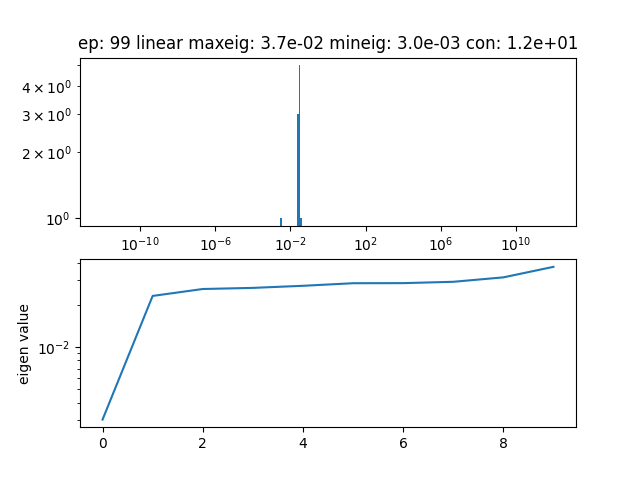 ep: 99 linear maxeig: 3.7e-02 mineig: 3.0e-03 con: 1.2e+01
4 × 10⁰
3 × 10⁰
2 × 10⁰
10⁰
10⁻¹⁰ 10⁻⁶ 10⁻² 10² 10⁶ 10¹⁰
10⁻²
eigen value
0 2 4 6 8